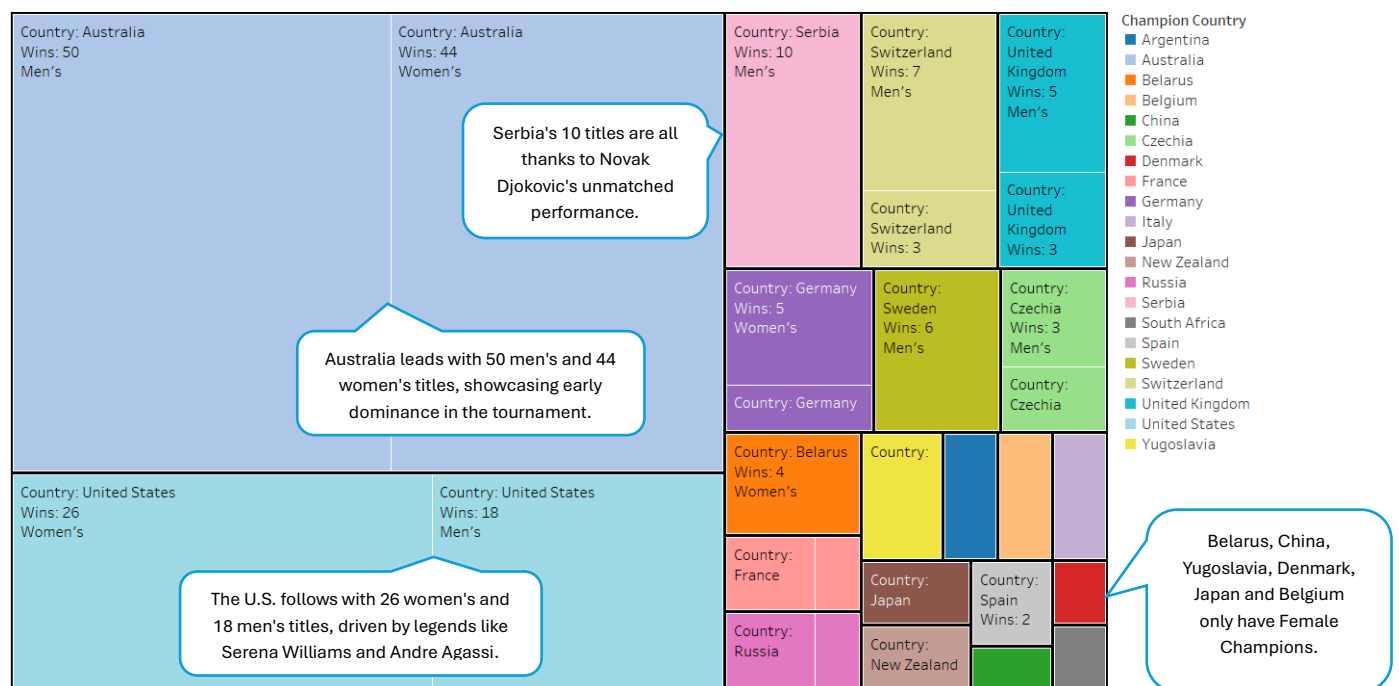 Country: Australia
Wins: 50
Men's
Country: Australia
Wins: 44
Women's
Serbia's 10 titles are all
thanks to Novak
Djokovic's unmatched
performance.
Australia leads with 50 men's and 44
women's titles, showcasing early
dominance in the tournament.
Country: United States
Wins: 26
Women's
Country: United States
Wins: 18
Men's
The U.S. follows with 26 women's and
18 men's titles, driven by legends like
Serena Williams and Andre Agassi.
Country: Serbia
Wins: 10
Men's
Country:
Switzerland
Wins: 7
Men's
Country:
Switzerland
Wins: 3
Country:
United
Kingdom
Wins: 5
Men's
Country:
United
Kingdom
Wins: 3
Country: Germany
Wins: 5
Women's
Country: Germany
Country:
Sweden
Wins: 6
Men's
Country:
Czechia
Wins: 3
Men's
Country:
Czechia
Country: Belarus
Wins: 4
Women's
Country:
Country:
France
Country:
Russia
Country:
Japan
Country:
New Zealand
Country:
Spain
Wins: 2
Champion Country
Argentina
Australia
Belarus
Belgium
China
Czechia
Denmark
France
Germany
Italy
Japan
New Zealand
Russia
Serbia
South Africa
Spain
Sweden
Switzerland
United Kingdom
United States
Yugoslavia
Belarus, China,
Yugoslavia, Denmark,
Japan and Belgium
only have Female
Champions.